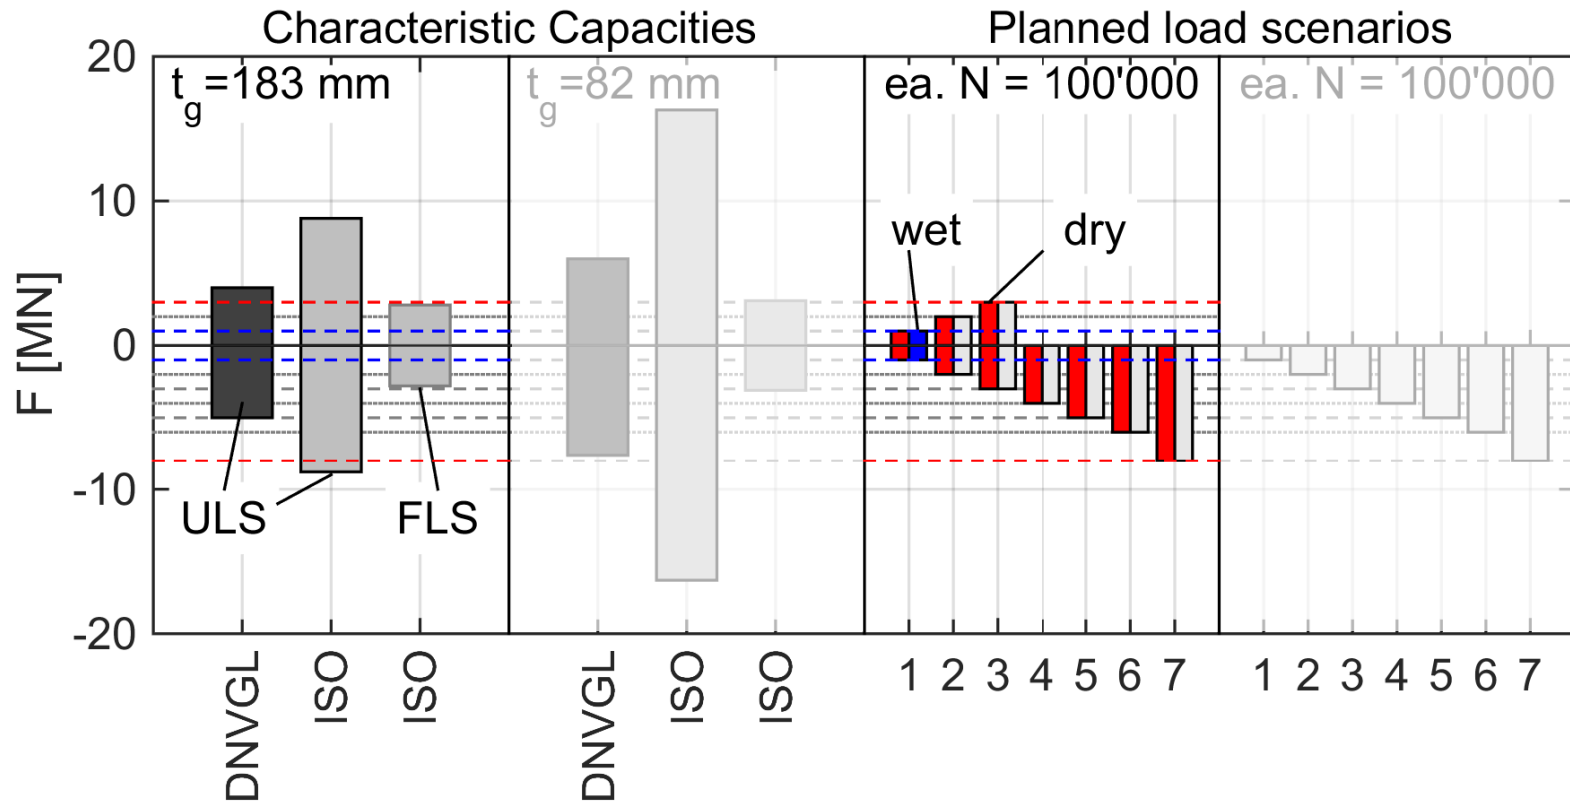 Characteristic Capacities
Planned load scenarios
t_g=183 mm
t_g=82 mm
ea. N = 100'000
ea. N = 100'000
20
10
0
-10
-20
F [MN]
wet
dry
ULS
FLS
DNVGL
ISO
ISO
DNVGL
ISO
ISO
1 2 3 4 5 6 7
1 2 3 4 5 6 7